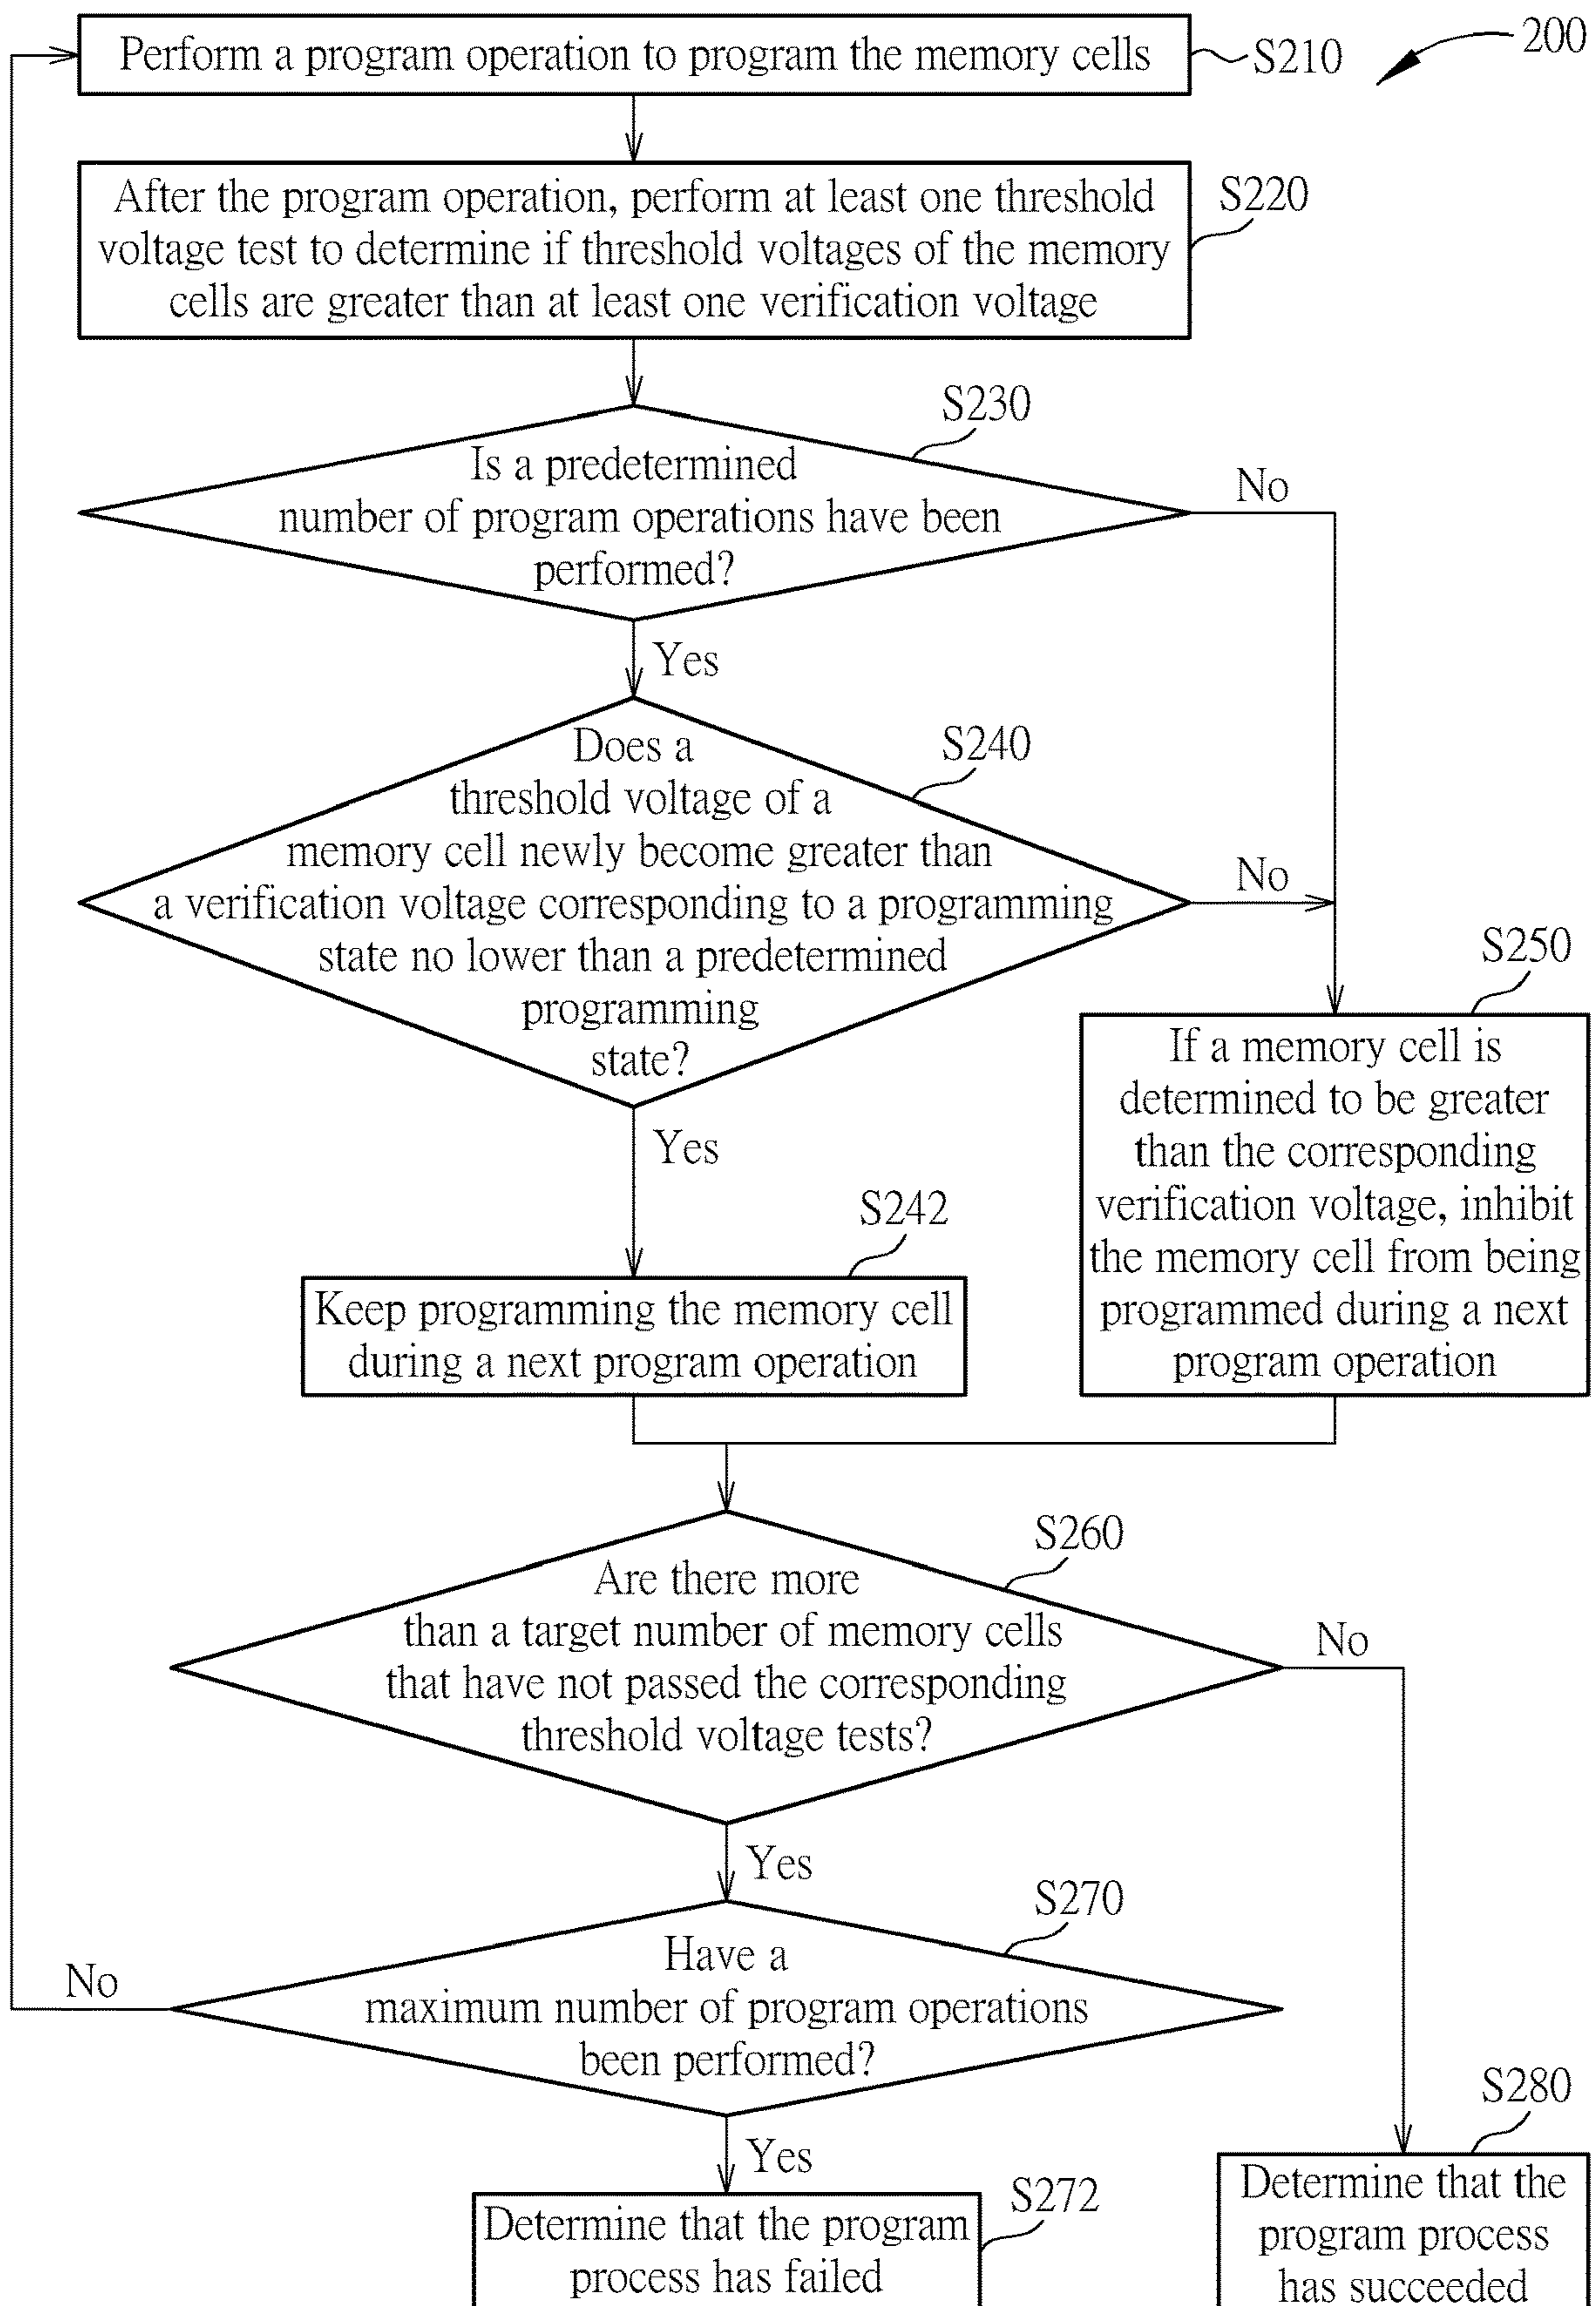 200
Perform a program operation to program the memory cells
S210
After the program operation, perform at least one threshold
voltage test to determine if threshold voltages of the memory
cells are greater than at least one verification voltage
S220
S230
Is a predetermined
number of program operations have been
performed?
No
Yes
S240
Does a
threshold voltage of a
memory cell newly become greater than
a verification voltage corresponding to a programming
state no lower than a predetermined
programming
state?
No
Yes
S250
If a memory cell is
determined to be greater
than the corresponding
verification voltage, inhibit
the memory cell from being
programmed during a next
program operation
S242
Keep programming the memory cell
during a next program operation
S260
Are there more
than a target number of memory cells
that have not passed the corresponding
threshold voltage tests?
No
Yes
S270
Have a
maximum number of program operations
been performed?
No
Yes
S272
Determine that the program
process has failed
S280
Determine that the
program process
has succeeded